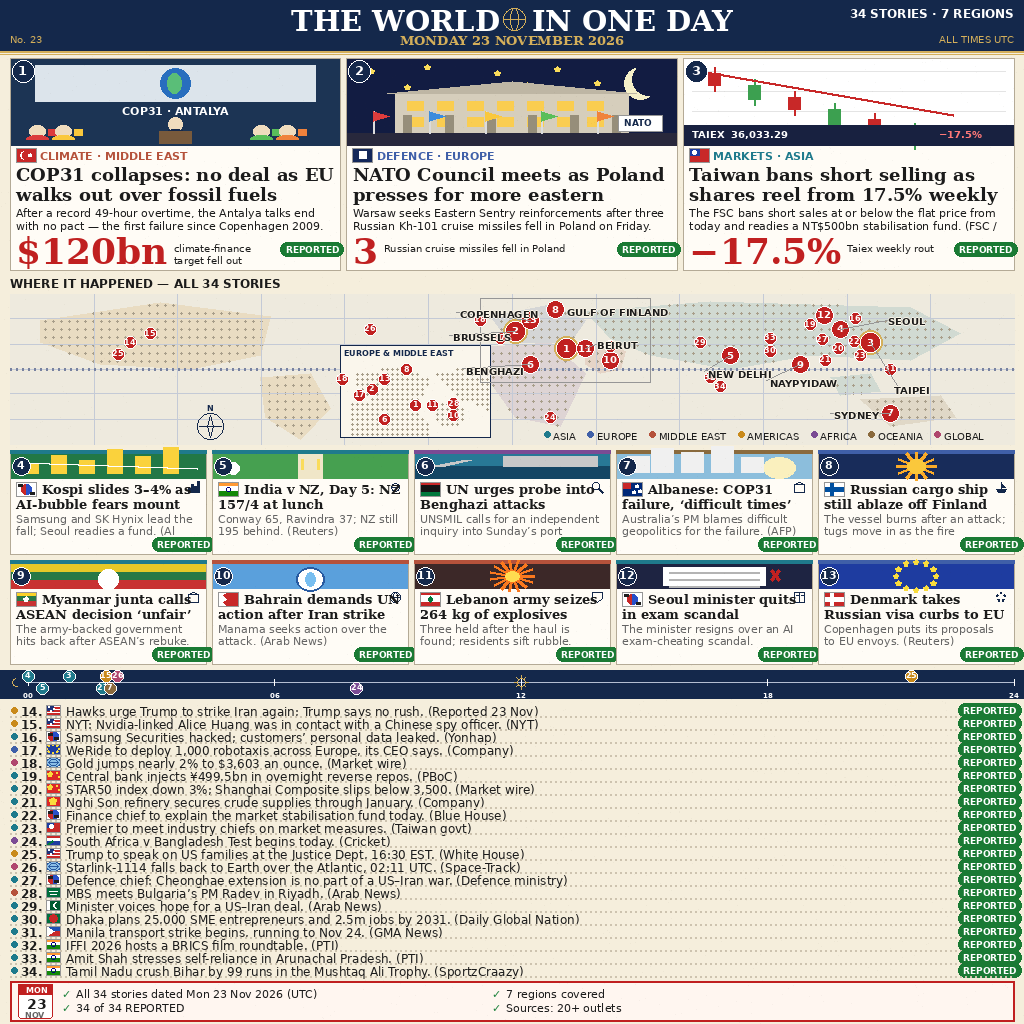 THE WORLD IN ONE DAY
MONDAY 23 NOVEMBER 2026
No. 23
34 STORIES · 7 REGIONS
ALL TIMES UTC
1
COP31 · ANTALYA
CLIMATE · MIDDLE EAST
COP31 collapses: no deal as EU
walks out over fossil fuels
After a record 49-hour overtime, the Antalya talks end
with no pact — the first failure since Copenhagen 2009.
$120bn
climate-finance
target fell out
REPORTED
2
NATO
DEFENCE · EUROPE
NATO Council meets as Poland
presses for more eastern
Warsaw seeks Eastern Sentry reinforcements after three
Russian Kh-101 cruise missiles fell in Poland on Friday.
3
Russian cruise missiles fell in Poland
REPORTED
3
TAIEX 36,033.29
−17.5%
MARKETS · ASIA
Taiwan bans short selling as
shares reel from 17.5% weekly
The FSC bans short sales at or below the flat price from
today and readies a NT$500bn stabilisation fund. (FSC /
−17.5%
Taiex weekly rout
REPORTED
WHERE IT HAPPENED — ALL 34 STORIES
COPENHAGEN
GULF OF FINLAND
BRUSSELS
BEIRUT
BENGHAZI
SEOUL
NEW DELHI
NAYPYIDAW
TAIPEI
SYDNEY
EUROPE & MIDDLE EAST
N
ASIA
EUROPE
MIDDLE EAST
AMERICAS
AFRICA
OCEANIA
GLOBAL
4
Kospi slides 3–4% as
AI-bubble fears mount
Samsung and SK Hynix lead the
fall; Seoul readies a fund. (AI
REPORTED
5
India v NZ, Day 5: NZ
157/4 at lunch
Conway 65, Ravindra 37; NZ still
195 behind. (Reuters)
REPORTED
6
UN urges probe into
Benghazi attacks
UNSMIL calls for an independent
inquiry into Sunday’s port
REPORTED
7
Albanese: COP31
failure, ‘difficult times’
Australia’s PM blames difficult
geopolitics for the failure. (AFP)
REPORTED
8
Russian cargo ship
still ablaze off Finland
The vessel burns after an attack;
tugs move in as the fire
REPORTED
9
Myanmar junta calls
ASEAN decision ‘unfair’
The army-backed government
hits back after ASEAN’s rebuke.
REPORTED
10
Bahrain demands UN
action after Iran strike
Manama seeks action over the
attack. (Arab News)
REPORTED
11
Lebanon army seizes
264 kg of explosives
Three held after the haul is
found; residents sift rubble.
REPORTED
12
Seoul minister quits
in exam scandal
The minister resigns over an AI
exam-cheating scandal.
REPORTED
13
Denmark takes
Russian visa curbs to EU
Copenhagen puts its proposals
to EU envoys. (Reuters)
REPORTED
00
06
12
18
24
14. Hawks urge Trump to strike Iran again; Trump says no rush. (Reported 23 Nov) REPORTED
15. NYT: Nvidia-linked Alice Huang was in contact with a Chinese spy officer. (NYT) REPORTED
16. Samsung Securities hacked; customers’ personal data leaked. (Yonhap) REPORTED
17. WeRide to deploy 1,000 robotaxis across Europe, its CEO says. (Company) REPORTED
18. Gold jumps nearly 2% to $3,603 an ounce. (Market wire) REPORTED
19. Central bank injects ¥499.5bn in overnight reverse repos. (PBoC) REPORTED
20. STAR50 index down 3%; Shanghai Composite slips below 3,500. (Market wire) REPORTED
21. Nghi Son refinery secures crude supplies through January. (Company) REPORTED
22. Finance chief to explain the market stabilisation fund today. (Blue House) REPORTED
23. Premier to meet industry chiefs on market measures. (Taiwan govt) REPORTED
24. South Africa v Bangladesh Test begins today. (Cricket) REPORTED
25. Trump to speak on US families at the Justice Dept, 16:30 EST. (White House) REPORTED
26. Starlink-1114 falls back to Earth over the Atlantic, 02:11 UTC. (Space-Track) REPORTED
27. Defence chief: Cheonghae extension is no part of a US–Iran war. (Defence ministry) REPORTED
28. MBS meets Bulgaria’s PM Radev in Riyadh. (Arab News) REPORTED
29. Minister voices hope for a US–Iran deal. (Arab News) REPORTED
30. Dhaka plans 25,000 SME entrepreneurs and 2.5m jobs by 2031. (Daily Global Nation) REPORTED
31. Manila transport strike begins, running to Nov 24. (GMA News) REPORTED
32. IFFI 2026 hosts a BRICS film roundtable. (PTI) REPORTED
33. Amit Shah stresses self-reliance in Arunachal Pradesh. (PTI) REPORTED
34. Tamil Nadu crush Bihar by 99 runs in the Mushtaq Ali Trophy. (SportzCraazy) REPORTED
MON
23
NOV
✓ All 34 stories dated Mon 23 Nov 2026 (UTC)
✓ 34 of 34 REPORTED
✓ 7 regions covered
✓ Sources: 20+ outlets